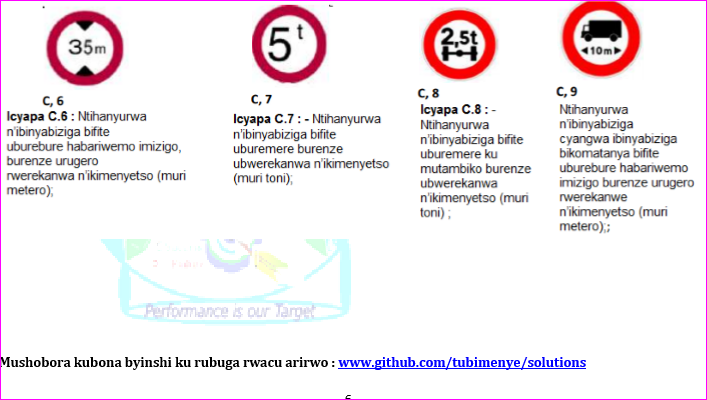 35m
5t
2,5t
10m
C, 6
C, 7
C, 8
C, 9
Icyapa C.6 : Ntihanyurwa
n'ibinyabiziga bifite
uburebure habariwemo imizigo,
burenze urugero
rwerekanwa n'ikimenyetso (muri
metero);
Icyapa C.7 : - Ntihanyurwa
n'ibinyabiziga bifite
uburemere burenze
ubwerekanwa n'ikimenyetso
(muri toni);
Icyapa C.8 : -
Ntihanyurwa
n'ibinyabiziga bifite
uburemere ku
mutambiko burenze
ubwerekanwa
n'ikimenyetso (muri
toni) ;
Ntihanyurwa
n'ibinyabiziga
cyangwa ibinyabiziga
bikomatanya bifite
uburebure habariwemo
imizigo burenze urugero
rwerekanwe
n'ikimenyetso (muri
metero);;
Performance is our Target
Mushobora kubona byinshi ku rubuga rwacu arirwo : www.github.com/tubimenye/solutions